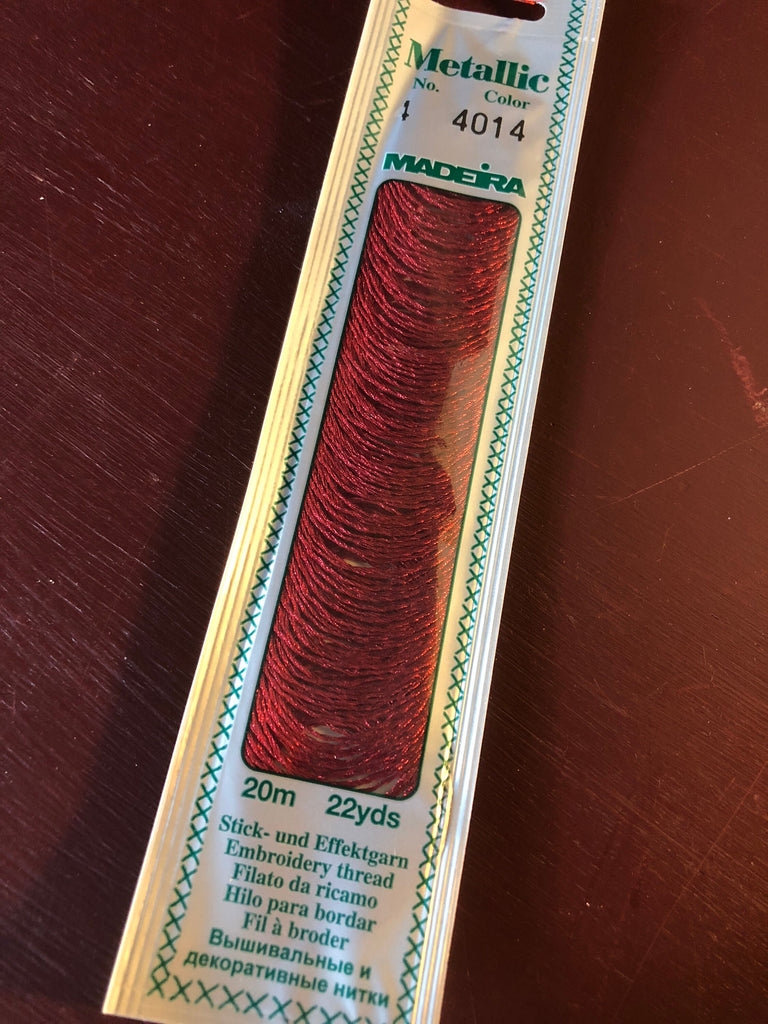 Metallic
No. Color
4 4014
MADEIRA
20m 22yds
Stick- und Effektgarn
Embroidery thread
Filato da ricamo
Hilo para bordar
Fil à broder
Вышивальные и
декоративные нитки